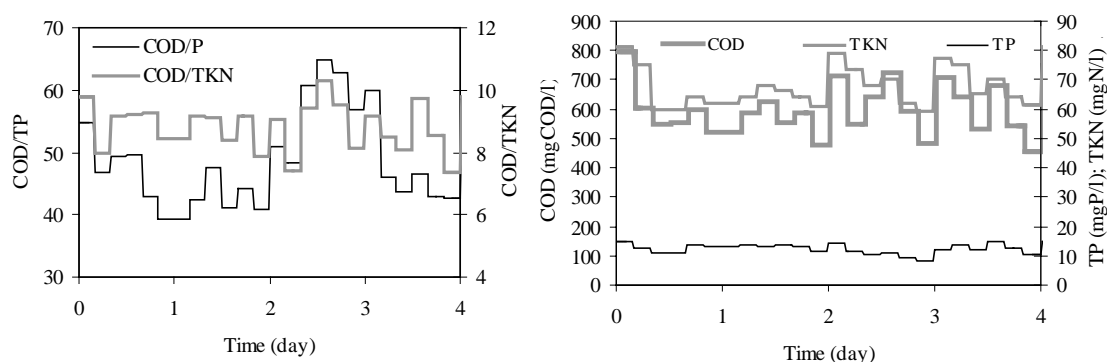 70
60
50
40
30
COD/TP
COD/P
COD/TKN
12
10
8
6
4
COD/TKN
0 1 2 3 4
Time (day)
900
800
700
600
500
400
300
200
100
0
COD (mgCOD/l)
COD TKN TP
90
80
70
60
50
40
30
20
10
0
TP (mgP/l); TKN (mgN/l)
0 1 2 3 4
Time (day)